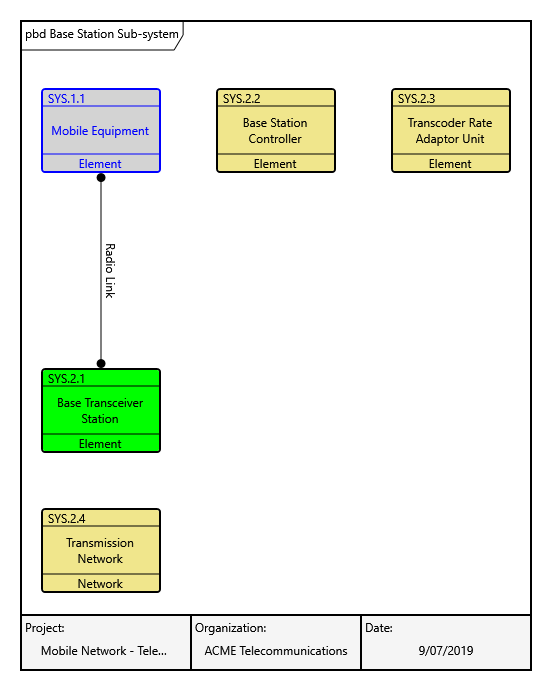 pbd Base Station Sub-system
SYS.1.1
Mobile Equipment
Element
SYS.2.2
Base Station
Controller
Element
SYS.2.3
Transcoder Rate
Adaptor Unit
Element
Radio Link
SYS.2.1
Base Transceiver
Station
Element
SYS.2.4
Transmission
Network
Network
Project:
Mobile Network - Tele...
Organization:
ACME Telecommunications
Date:
9/07/2019